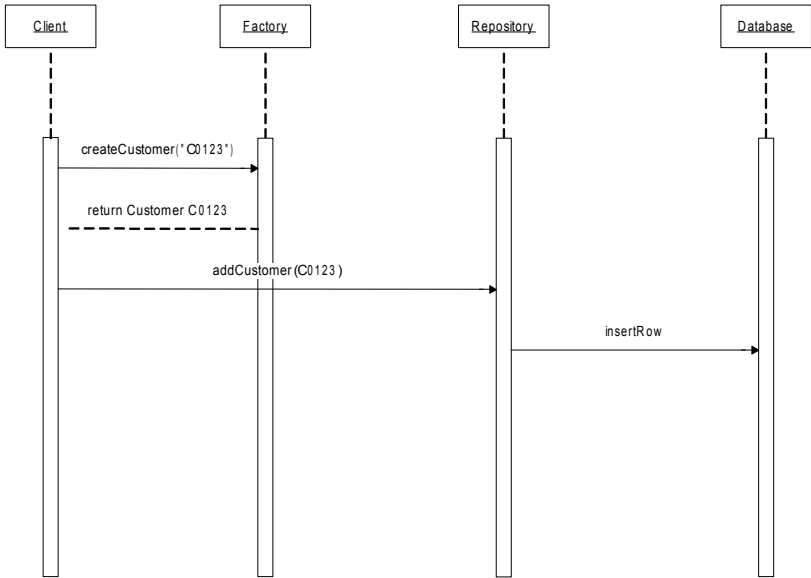 Client
Factory
Repository
Database
createCustomer("C0123")
return Customer C0123
addCustomer(C0123)
insertRow